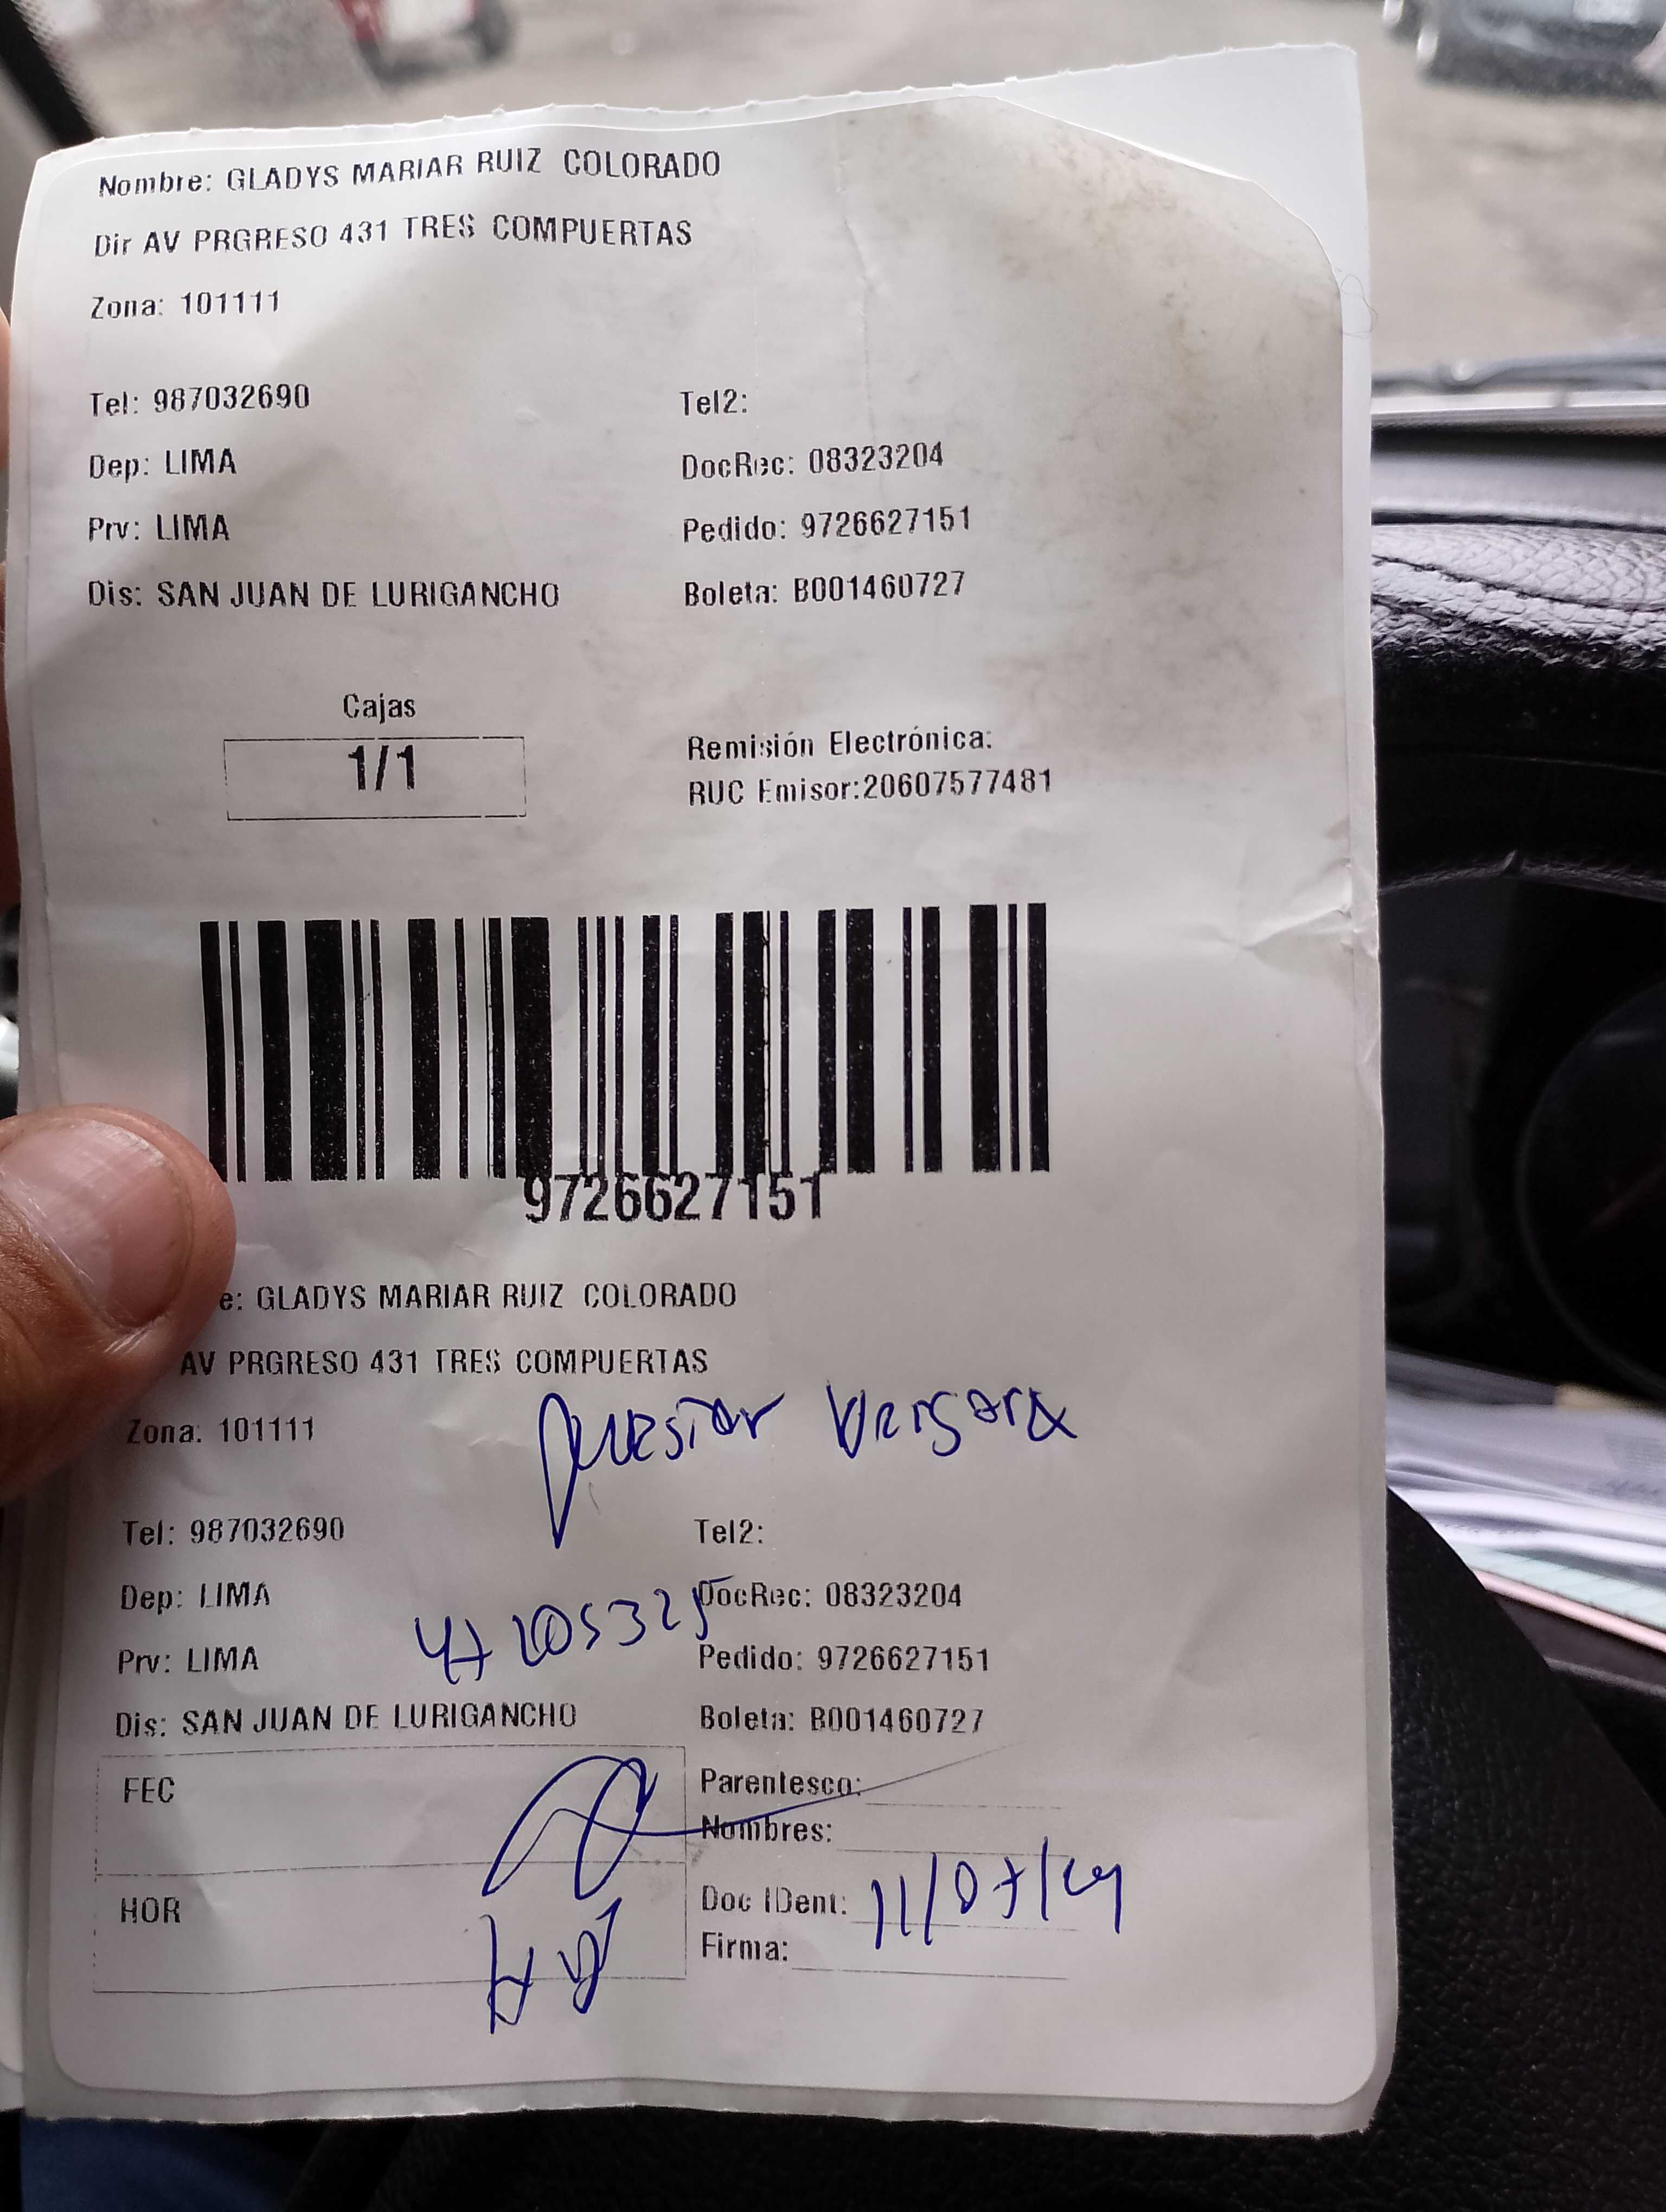 Nombre: GLADYS MARIAR RUIZ COLORADO
Dir AV PRGRESO 431 TRES COMPUERTAS
Zona: 101111
Tel: 987032690 Tel2:
Dep: LIMA DocRec: 08323204
Prv: LIMA Pedido: 9726627151
Dis: SAN JUAN DE LURIGANCHO Boleta: B001460727
Cajas
1/1
Remisión Electrónica:
RUC Emisor:20607577481
9726627151
e: GLADYS MARIAR RUIZ COLORADO
AV PRGRESO 431 TRES COMPUERTAS
Vergara
Zona: 101111
Tel: 987032690 Tel2:
Dep: LIMA DocRec: 08323204
Prv: LIMA Pedido: 9726627151
Dis: SAN JUAN DE LURIGANCHO Boleta: B001460727
FEC
Parentesco:
Nombres:
HOR
Doc IDent: 11/07/24
Firma: